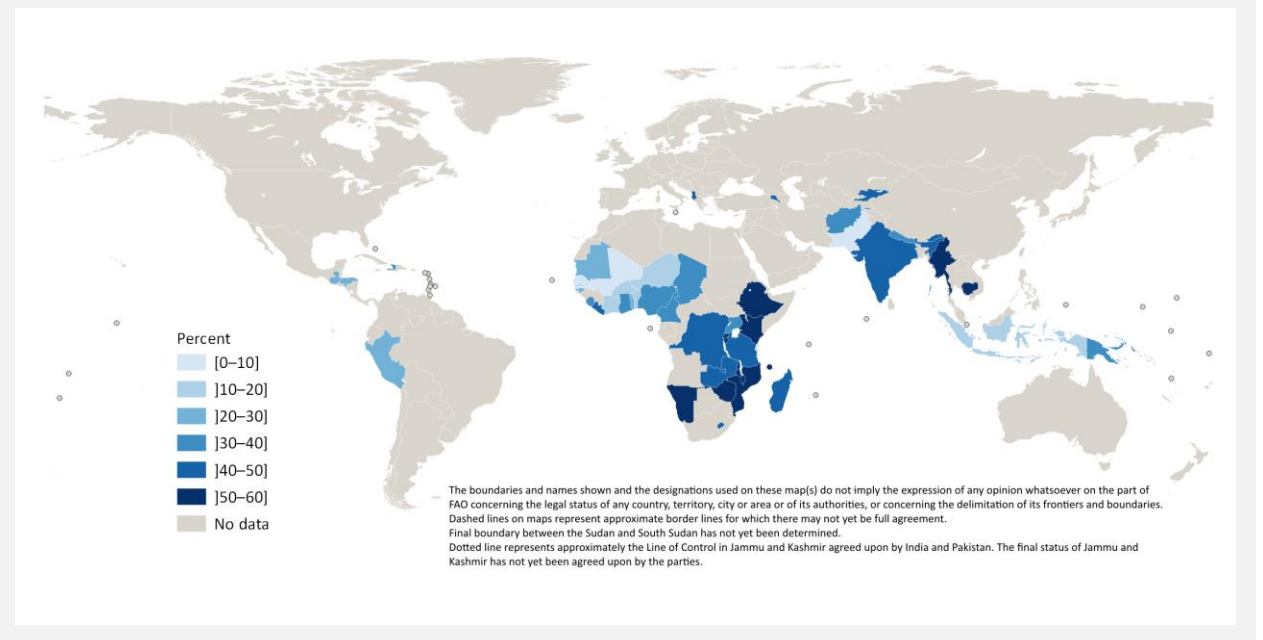 Percent
[0–10]
]10–20]
]20–30]
]30–40]
]40–50]
]50–60]
No data
The boundaries and names shown and the designations used on these map(s) do not imply the expression of any opinion whatsoever on the part of
FAO concerning the legal status of any country, territory, city or area or of its authorities, or concerning the delimitation of its frontiers and boundaries.
Dashed lines on maps represent approximate border lines for which there may not yet be full agreement.
Final boundary between the Sudan and South Sudan has not yet been determined.
Dotted line represents approximately the Line of Control in Jammu and Kashmir agreed upon by India and Pakistan. The final status of Jammu and
Kashmir has not yet been agreed upon by the parties.